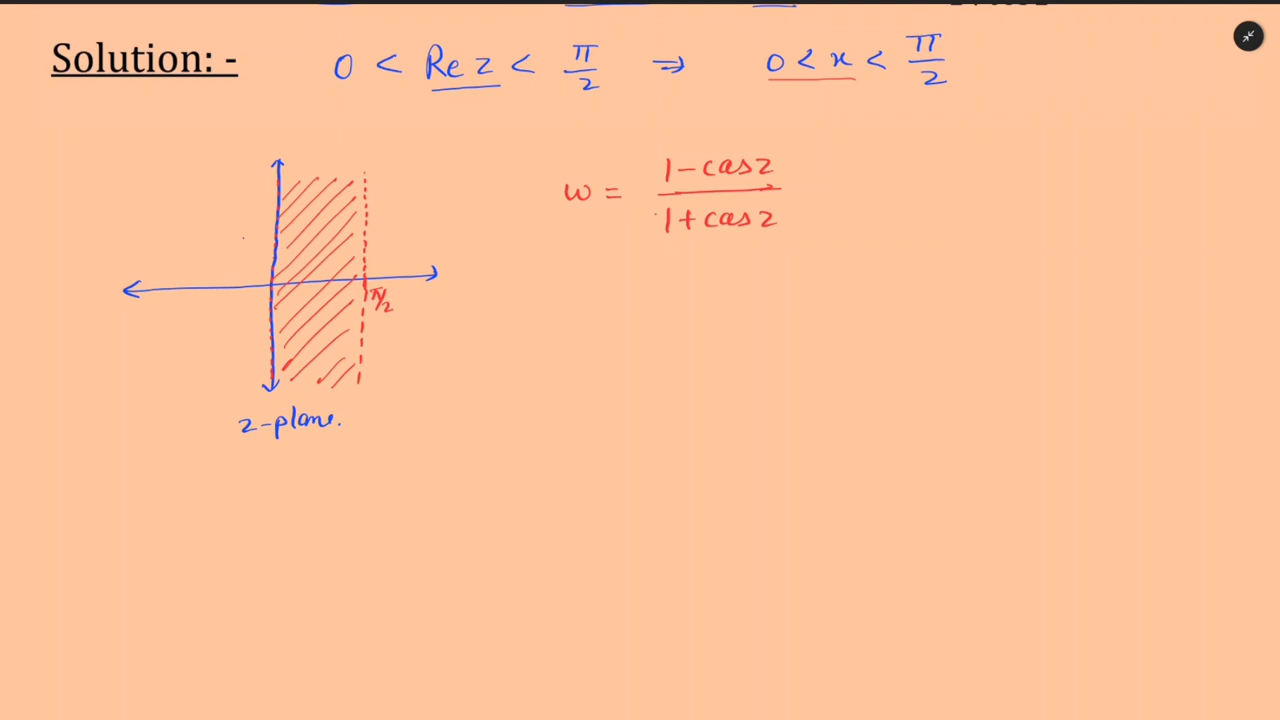 Solution: - 0 < Re z < π/2 ⇒ 0 < x < π/2
w = (1 - cos z)/(1 + cos z)
π/2
z-plane.